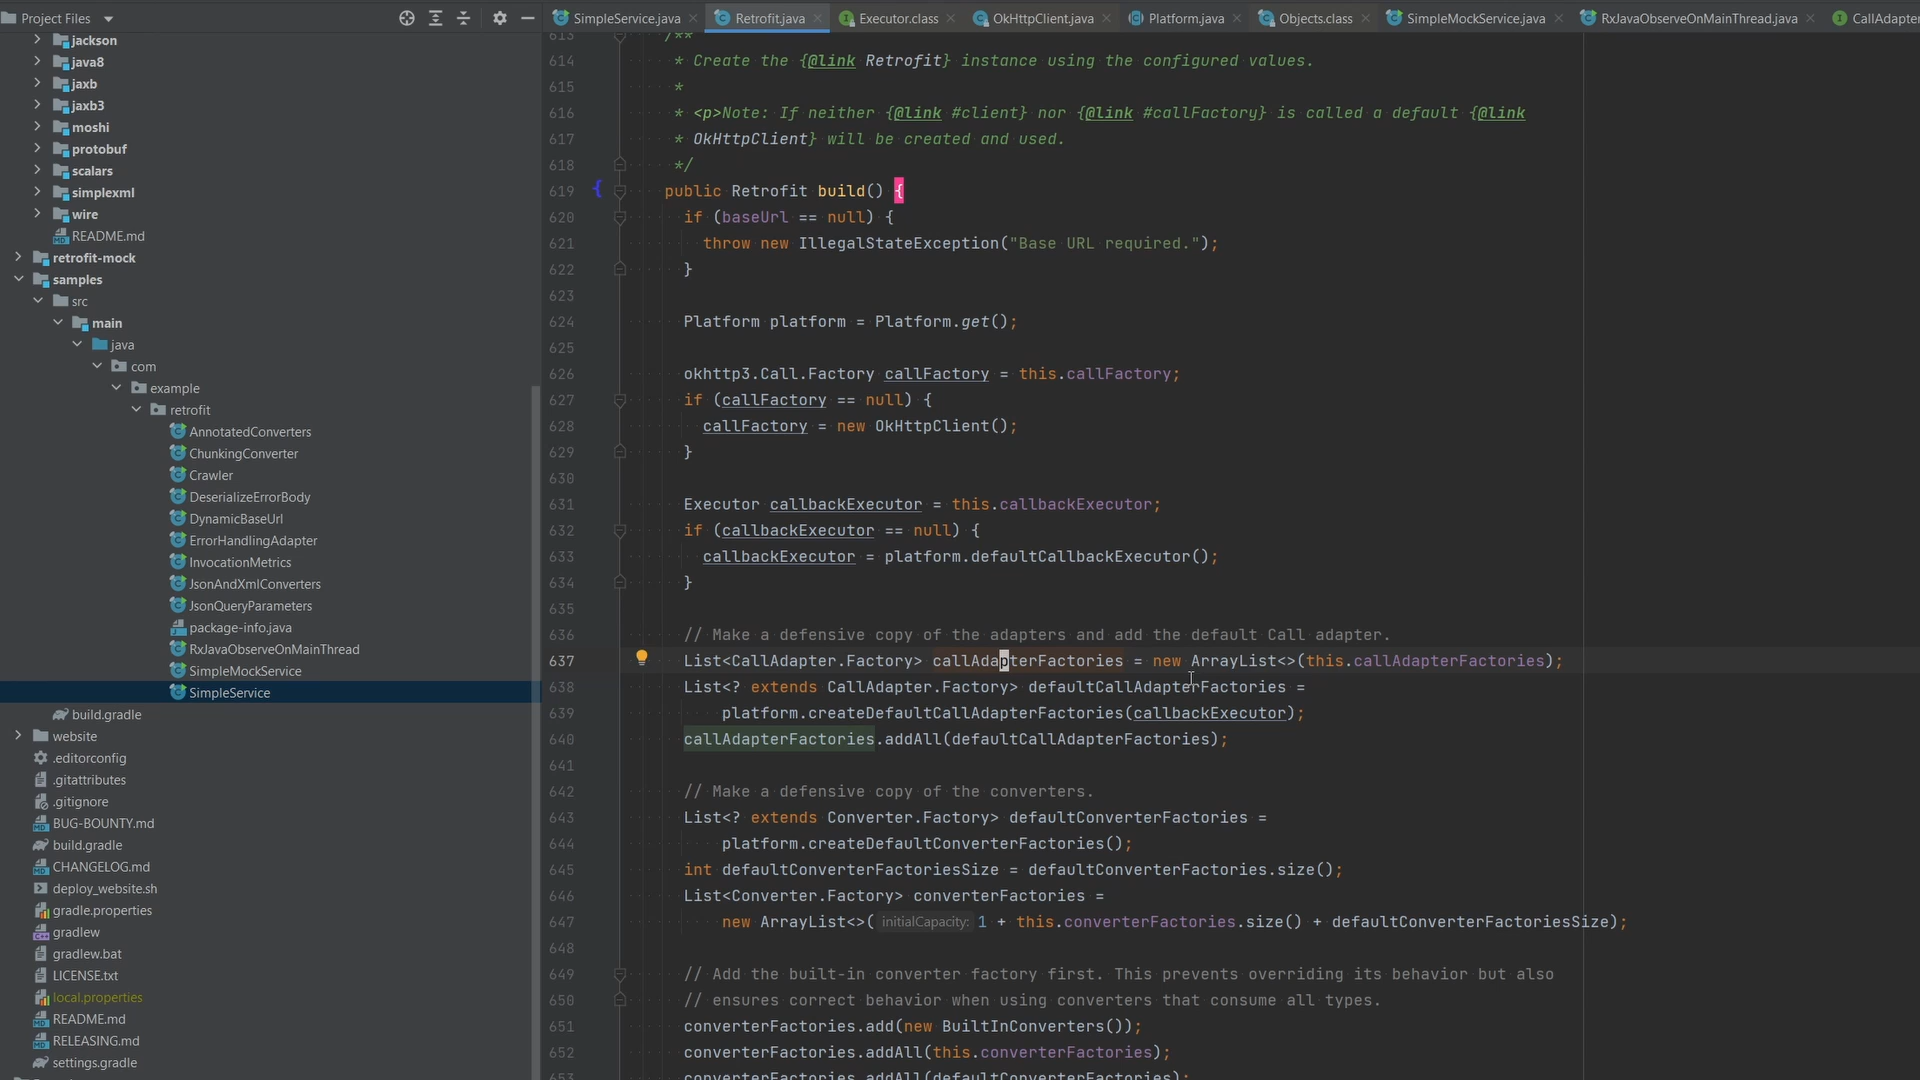 Project Files
jackson
java8
jaxb
jaxb3
moshi
protobuf
scalars
simplexml
wire
README.md
retrofit-mock
samples
src
main
java
com
example
retrofit
AnnotatedConverters
ChunkingConverter
Crawler
DeserializeErrorBody
DynamicBaseUrl
ErrorHandlingAdapter
InvocationMetrics
JsonAndXmlConverters
JsonQueryParameters
package-info.java
RxJavaObserveOnMainThread
SimpleMockService
SimpleService
build.gradle
website
.editorconfig
.gitattributes
.gitignore
BUG-BOUNTY.md
build.gradle
CHANGELOG.md
deploy_website.sh
gradle.properties
gradlew
gradlew.bat
LICENSE.txt
local.properties
README.md
RELEASING.md
settings.gradle
SimpleService.java Retrofit.java Executor.class OkHttpClient.java Platform.java Objects.class SimpleMockService.java RxJavaObserveOnMainThread.java CallAdapter
613 /**
614 * Create the {@link Retrofit} instance using the configured values.
615 *
616 * <p>Note: If neither {@link #client} nor {@link #callFactory} is called a default {@link
617 * OkHttpClient} will be created and used.
618 */
619 public Retrofit build() {
620 if (baseUrl == null) {
621 throw new IllegalStateException("Base URL required.");
622 }
623
624 Platform platform = Platform.get();
625
626 okhttp3.Call.Factory callFactory = this.callFactory;
627 if (callFactory == null) {
628 callFactory = new OkHttpClient();
629 }
630
631 Executor callbackExecutor = this.callbackExecutor;
632 if (callbackExecutor == null) {
633 callbackExecutor = platform.defaultCallbackExecutor();
634 }
635
636 // Make a defensive copy of the adapters and add the default Call adapter.
637 List<CallAdapter.Factory> callAdapterFactories = new ArrayList<>(this.callAdapterFactories);
638 List<? extends CallAdapter.Factory> defaultCallAdapterFactories =
639 platform.createDefaultCallAdapterFactories(callbackExecutor);
640 callAdapterFactories.addAll(defaultCallAdapterFactories);
641
642 // Make a defensive copy of the converters.
643 List<? extends Converter.Factory> defaultConverterFactories =
644 platform.createDefaultConverterFactories();
645 int defaultConverterFactoriesSize = defaultConverterFactories.size();
646 List<Converter.Factory> converterFactories =
647 new ArrayList<>( initialCapacity: 1 + this.converterFactories.size() + defaultConverterFactoriesSize);
648
649 // Add the built-in converter factory first. This prevents overriding its behavior but also
650 // ensures correct behavior when using converters that consume all types.
651 converterFactories.add(new BuiltInConverters());
652 converterFactories.addAll(this.converterFactories);
653 converterFactories.addAll(defaultConverterFactories);